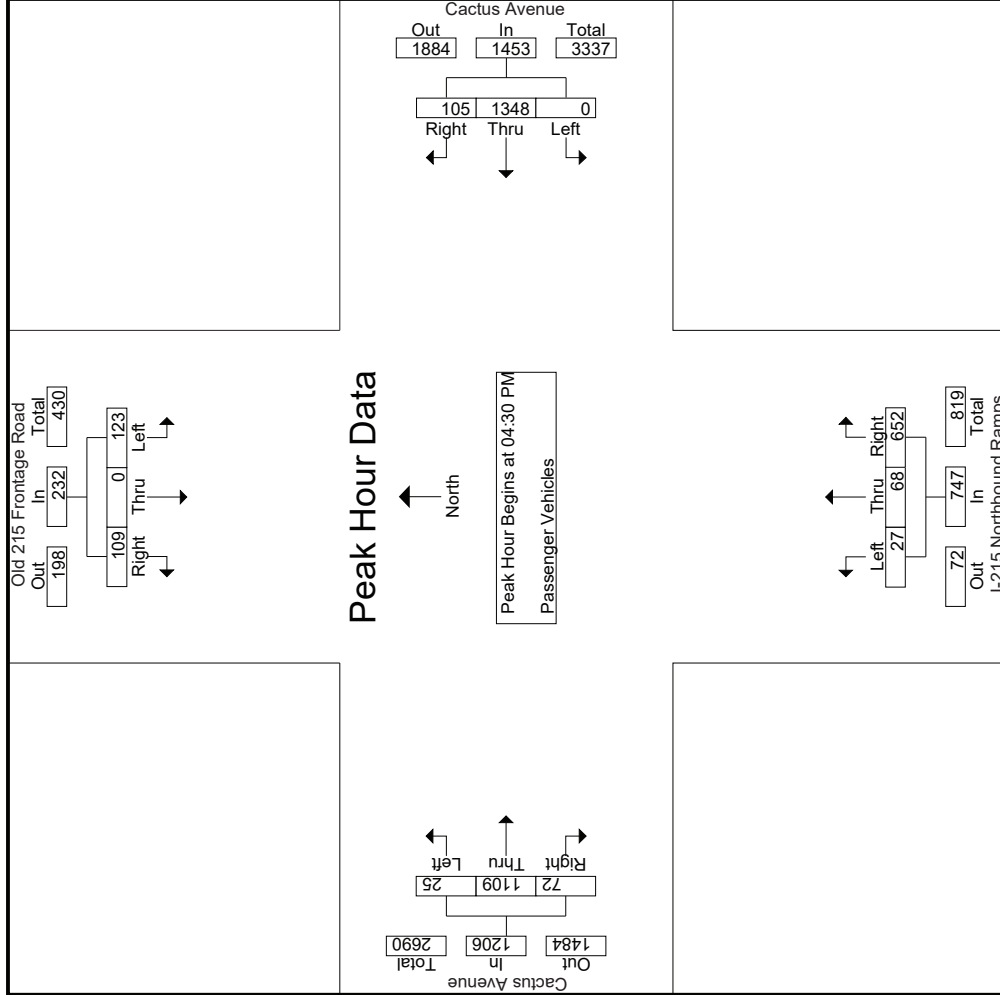 Cactus Avenue
Out In Total
1884 1453 3337
105 1348 0
Right Thru Left
Old 215 Frontage Road
Out In Total
198 232 430
109 0 123
Right Thru Left
Peak Hour Data
North
Peak Hour Begins at 04:30 PM
Passenger Vehicles
Left Thru Right
27 68 652
72 747 819
Out In Total
I-215 Northbound Ramps
Right Thru Left
72 1109 25
1484 1206 2690
Out In Total
Cactus Avenue